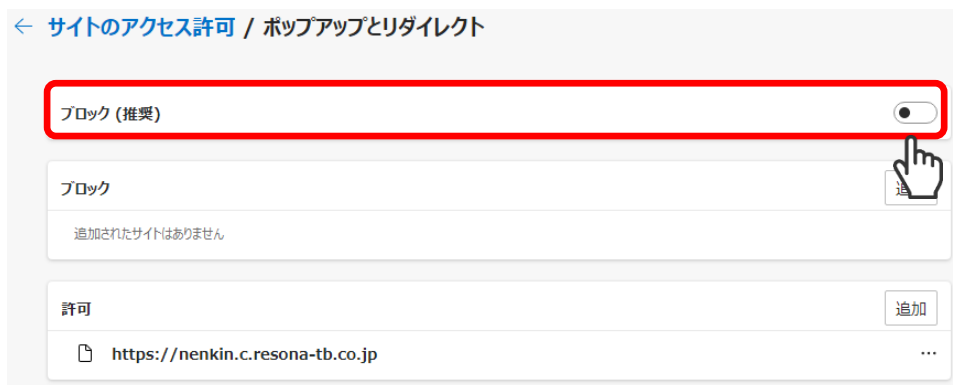 ← サイトのアクセス許可 / ポップアップとリダイレクト
ブロック (推奨)
ブロック
追加されたサイトはありません
許可 追加
https://nenkin.c.resona-tb.co.jp …